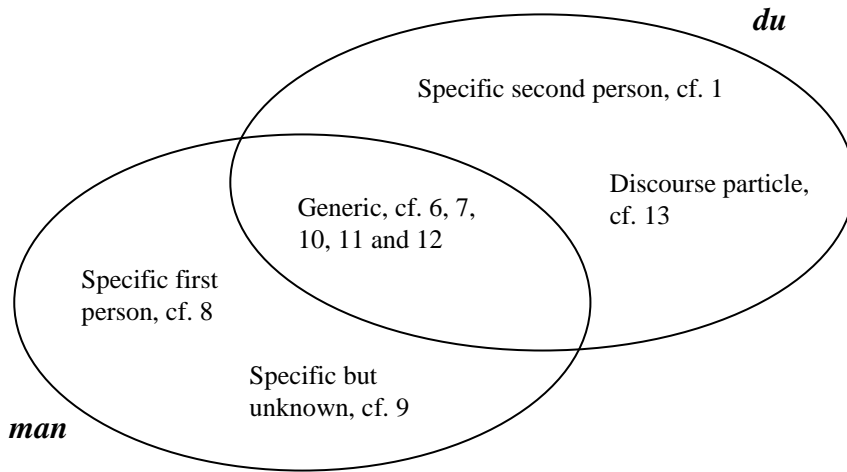 du
Specific second person, cf. 1
Discourse particle,
cf. 13
Generic, cf. 6, 7,
10, 11 and 12
Specific first
person, cf. 8
Specific but
unknown, cf. 9
man